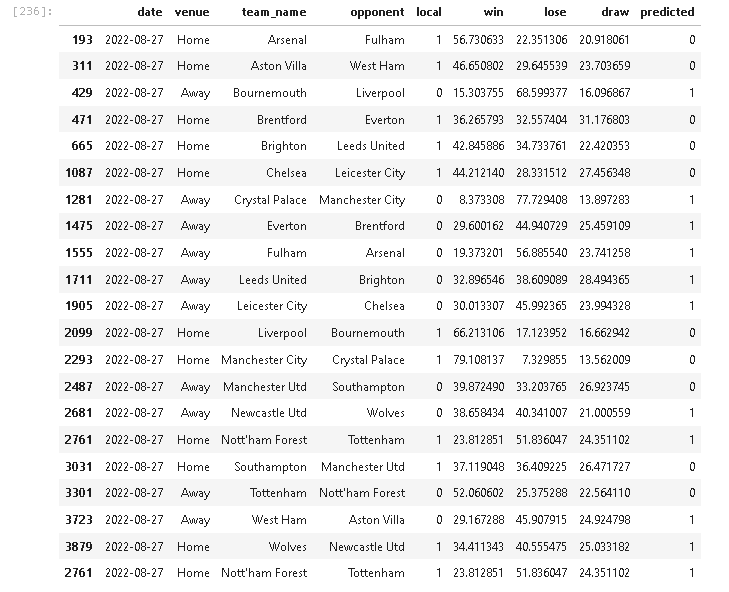 [236]:
date venue team_name opponent local win lose draw predicted
193 2022-08-27 Home Arsenal Fulham 1 56.730633 22.351306 20.918061 0
311 2022-08-27 Home Aston Villa West Ham 1 46.650802 29.645539 23.703659 0
429 2022-08-27 Away Bournemouth Liverpool 0 15.303755 68.599377 16.096867 1
471 2022-08-27 Home Brentford Everton 1 36.265793 32.557404 31.176803 0
665 2022-08-27 Home Brighton Leeds United 1 42.845886 34.733761 22.420353 0
1087 2022-08-27 Home Chelsea Leicester City 1 44.212140 28.331512 27.456348 0
1281 2022-08-27 Away Crystal Palace Manchester City 0 8.373308 77.729408 13.897283 1
1475 2022-08-27 Away Everton Brentford 0 29.600162 44.940729 25.459109 1
1555 2022-08-27 Away Fulham Arsenal 0 19.373201 56.885540 23.741258 1
1711 2022-08-27 Away Leeds United Brighton 0 32.896546 38.609089 28.494365 1
1905 2022-08-27 Away Leicester City Chelsea 0 30.013307 45.992365 23.994328 1
2099 2022-08-27 Home Liverpool Bournemouth 1 66.213106 17.123952 16.662942 0
2293 2022-08-27 Home Manchester City Crystal Palace 1 79.108137 7.329855 13.562009 0
2487 2022-08-27 Away Manchester Utd Southampton 0 39.872490 33.203765 26.923745 0
2681 2022-08-27 Away Newcastle Utd Wolves 0 38.658434 40.341007 21.000559 1
2761 2022-08-27 Home Nott'ham Forest Tottenham 1 23.812851 51.836047 24.351102 1
3031 2022-08-27 Home Southampton Manchester Utd 1 37.119048 36.409225 26.471727 0
3301 2022-08-27 Away Tottenham Nott'ham Forest 0 52.060602 25.375288 22.564110 0
3723 2022-08-27 Away West Ham Aston Villa 0 29.167288 45.907915 24.924798 1
3879 2022-08-27 Home Wolves Newcastle Utd 1 34.411343 40.555475 25.033182 1
2761 2022-08-27 Home Nott'ham Forest Tottenham 1 23.812851 51.836047 24.351102 1